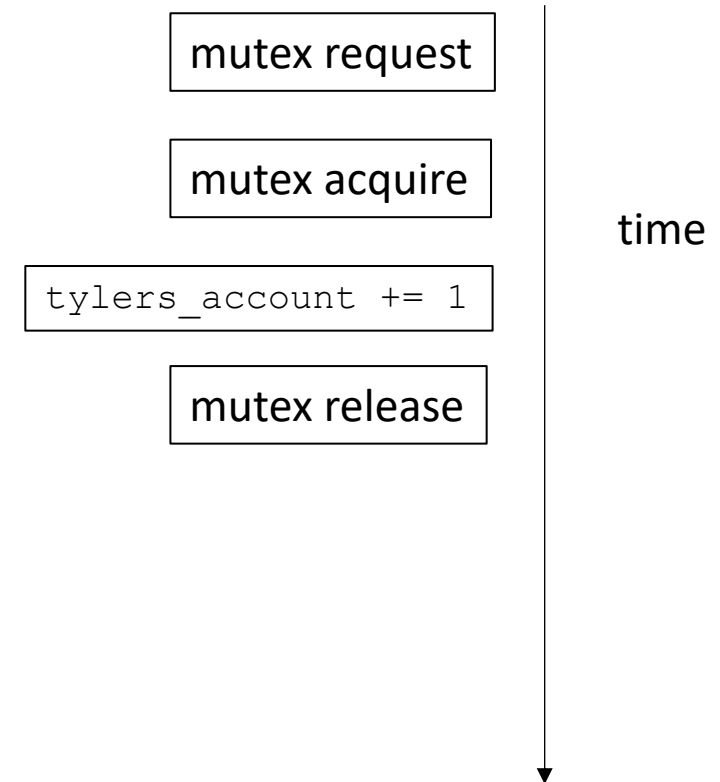 mutex request
mutex acquire
time
tylers_account += 1
mutex release